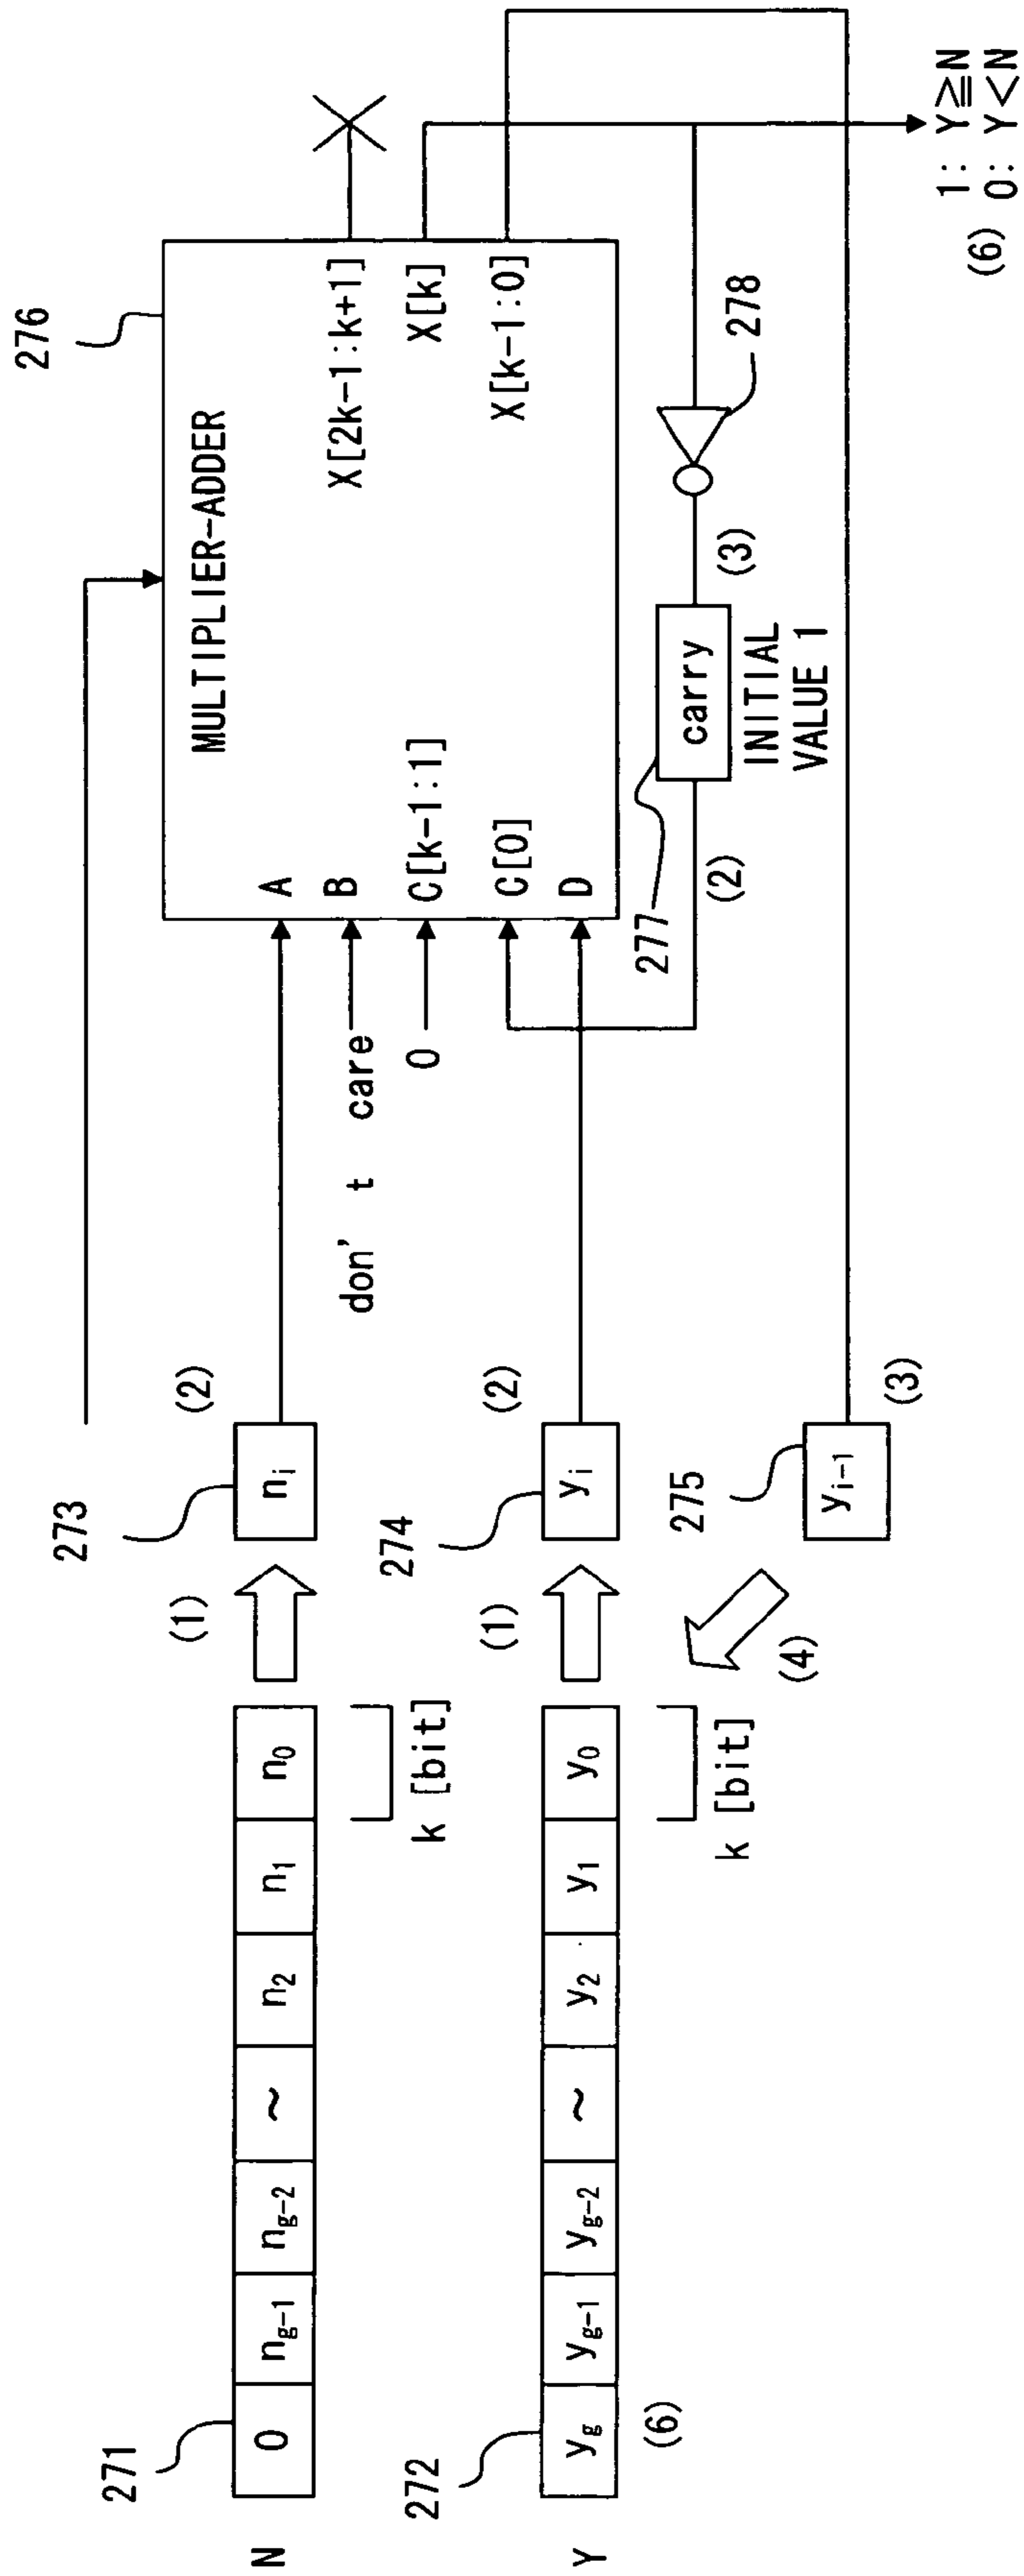 276
MULTIPLIER-ADDER
A
B
C[k-1:1]
C[0]
D
X[2k-1:k+1]
X[k]
X[k-1:0]
don't care
0
(2)
277
carry
INITIAL
VALUE 1
(3)
278
(6) 1: Y≧N
0: Y<N
273
(1)
n_i
(2)
274
(1)
y_i
(2)
275
y_{i-1}
(3)
(4)
271
N
0
n_{g-1}
n_{g-2}
~
n_2
n_1
n_0
k [bit]
272
Y
y_g
y_{g-1}
y_{g-2}
~
y_2
y_1
y_0
k [bit]
(6)